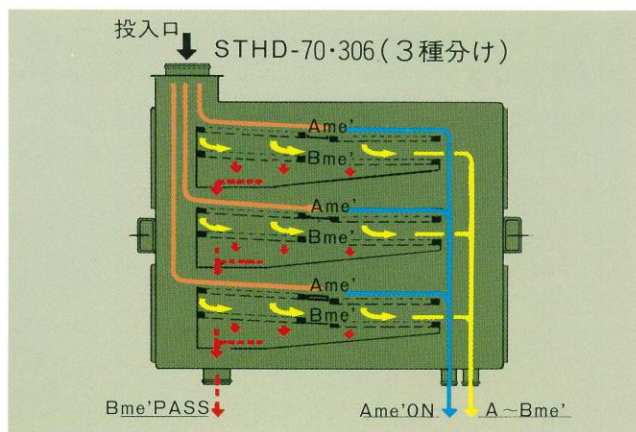 投入口
STHD-70・306(3種分け)
Ame'
Bme'
Ame'
Bme'
Ame'
Bme'
Bme'PASS
Ame'ON
A~Bme'